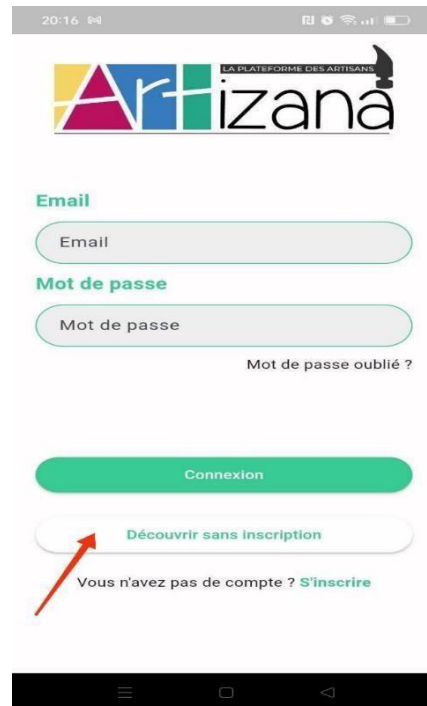 20:16
LA PLATEFORME DES ARTISANS
Artizana
Email
Email
Mot de passe
Mot de passe
Mot de passe oublié ?
Connexion
Découvrir sans inscription
Vous n'avez pas de compte ? S'inscrire